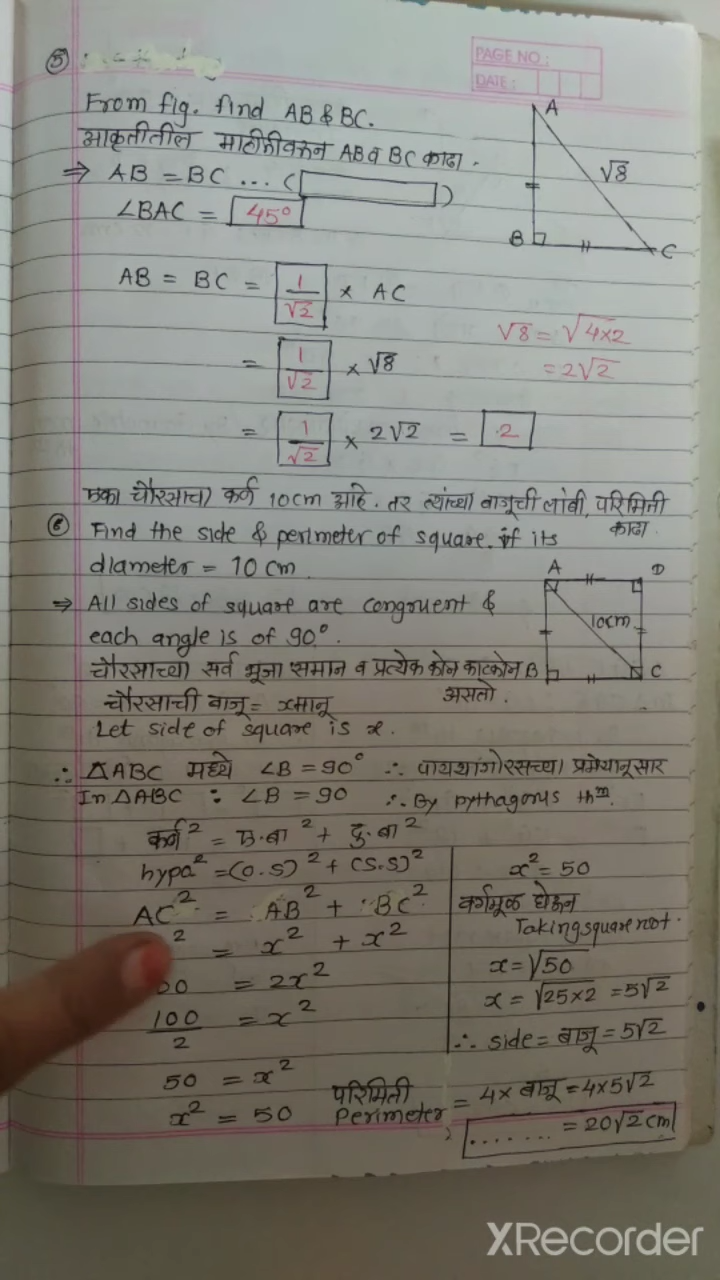 PAGE NO.:
DATE:
⑤
From fig. find AB & BC.
आकृतीतील माहितीवरून AB व BC काढा.
⇒ AB = BC ... ( )
∠BAC = 45°
A
√8
B
C
AB = BC = 1/√2 × AC
= 1/√2 × √8
√8 = √4×2
= 2√2
= 1/√2 × 2√2 = 2
एका चौरसाचा कर्ण 10cm आहे. तर त्यांच्या बाजूची लांबी, परिमिती काढा.
⑥ Find the side & perimeter of square. if its
diameter = 10 cm
A D
10cm
B C
⇒ All sides of square are congruent &
each angle is of 90°.
चौरसाच्या सर्व भूजा समान व प्रत्येक कोन काटकोन असतो.
चौरसाची बाजू = x मानू
Let side of square is x.
∴ △ABC मध्ये ∠B = 90° ∴ पायथागोरसच्या प्रमेयानुसार
In △ABC : ∠B = 90 ∴ By pythagorus thm.
कर्ण² = प.बा² + दु.बा²
hypo² = (O.S)² + (S.S)²
AC² = AB² + BC²
² = x² + x²
00 = 2x²
100/2 = x²
50 = x²
x² = 50
x² = 50
वर्गमूळ घेऊन
Taking square root.
x = √50
x = √25×2 = 5√2
∴ side = बाजू = 5√2
परिमिती
Perimeter = 4× बाजू = 4×5√2
........ = 20√2 cm
XRecorder